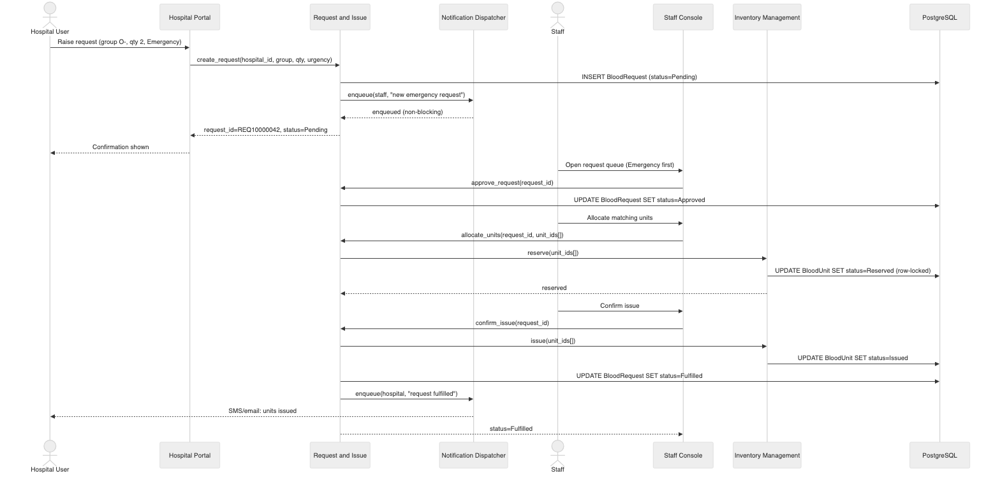 Hospital User
Hospital Portal
Request and Issue
Notification Dispatcher
Staff
Staff Console
Inventory Management
PostgreSQL
Raise request (group O-, qty 2, Emergency)
create_request(hospital_id, group, qty, urgency)
INSERT BloodRequest (status=Pending)
enqueue(staff, "new emergency request")
enqueued (non-blocking)
request_id=REQ10000042, status=Pending
Confirmation shown
Open request queue (Emergency first)
approve_request(request_id)
UPDATE BloodRequest SET status=Approved
Allocate matching units
allocate_units(request_id, unit_ids[])
reserve(unit_ids[])
UPDATE BloodUnit SET status=Reserved (row-locked)
reserved
Confirm issue
confirm_issue(request_id)
issue(unit_ids[])
UPDATE BloodUnit SET status=Issued
UPDATE BloodRequest SET status=Fulfilled
enqueue(hospital, "request fulfilled")
SMS/email: units issued
status=Fulfilled
Hospital User
Hospital Portal
Request and Issue
Notification Dispatcher
Staff
Staff Console
Inventory Management
PostgreSQL